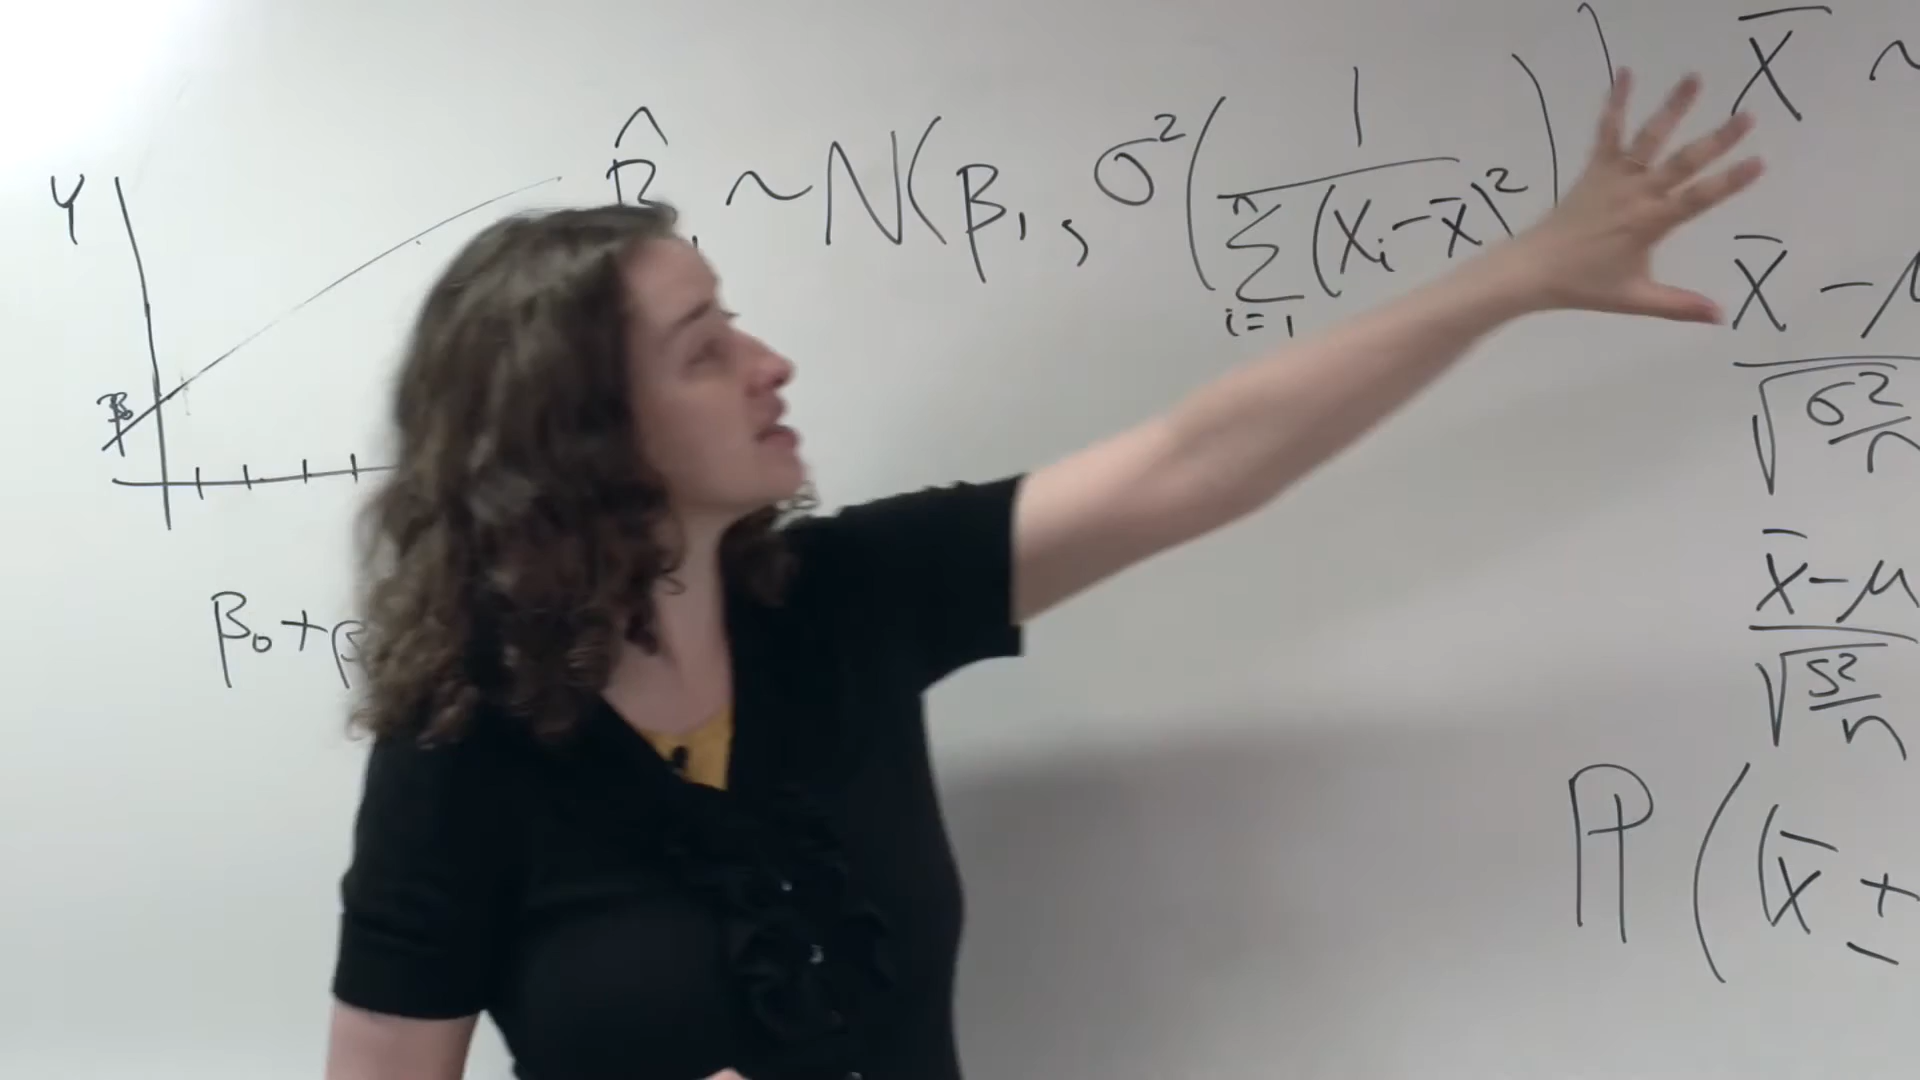 Y
β₀
β₀ + β
β̂₁ ~ N(β₁, σ²(1 / Σᵢ₌₁ⁿ (Xᵢ - X̄)²))
X̄ ~
X̄ - μ / √(σ²/n)
X̄ - μ / √(S²/n)
P((X̄ ±